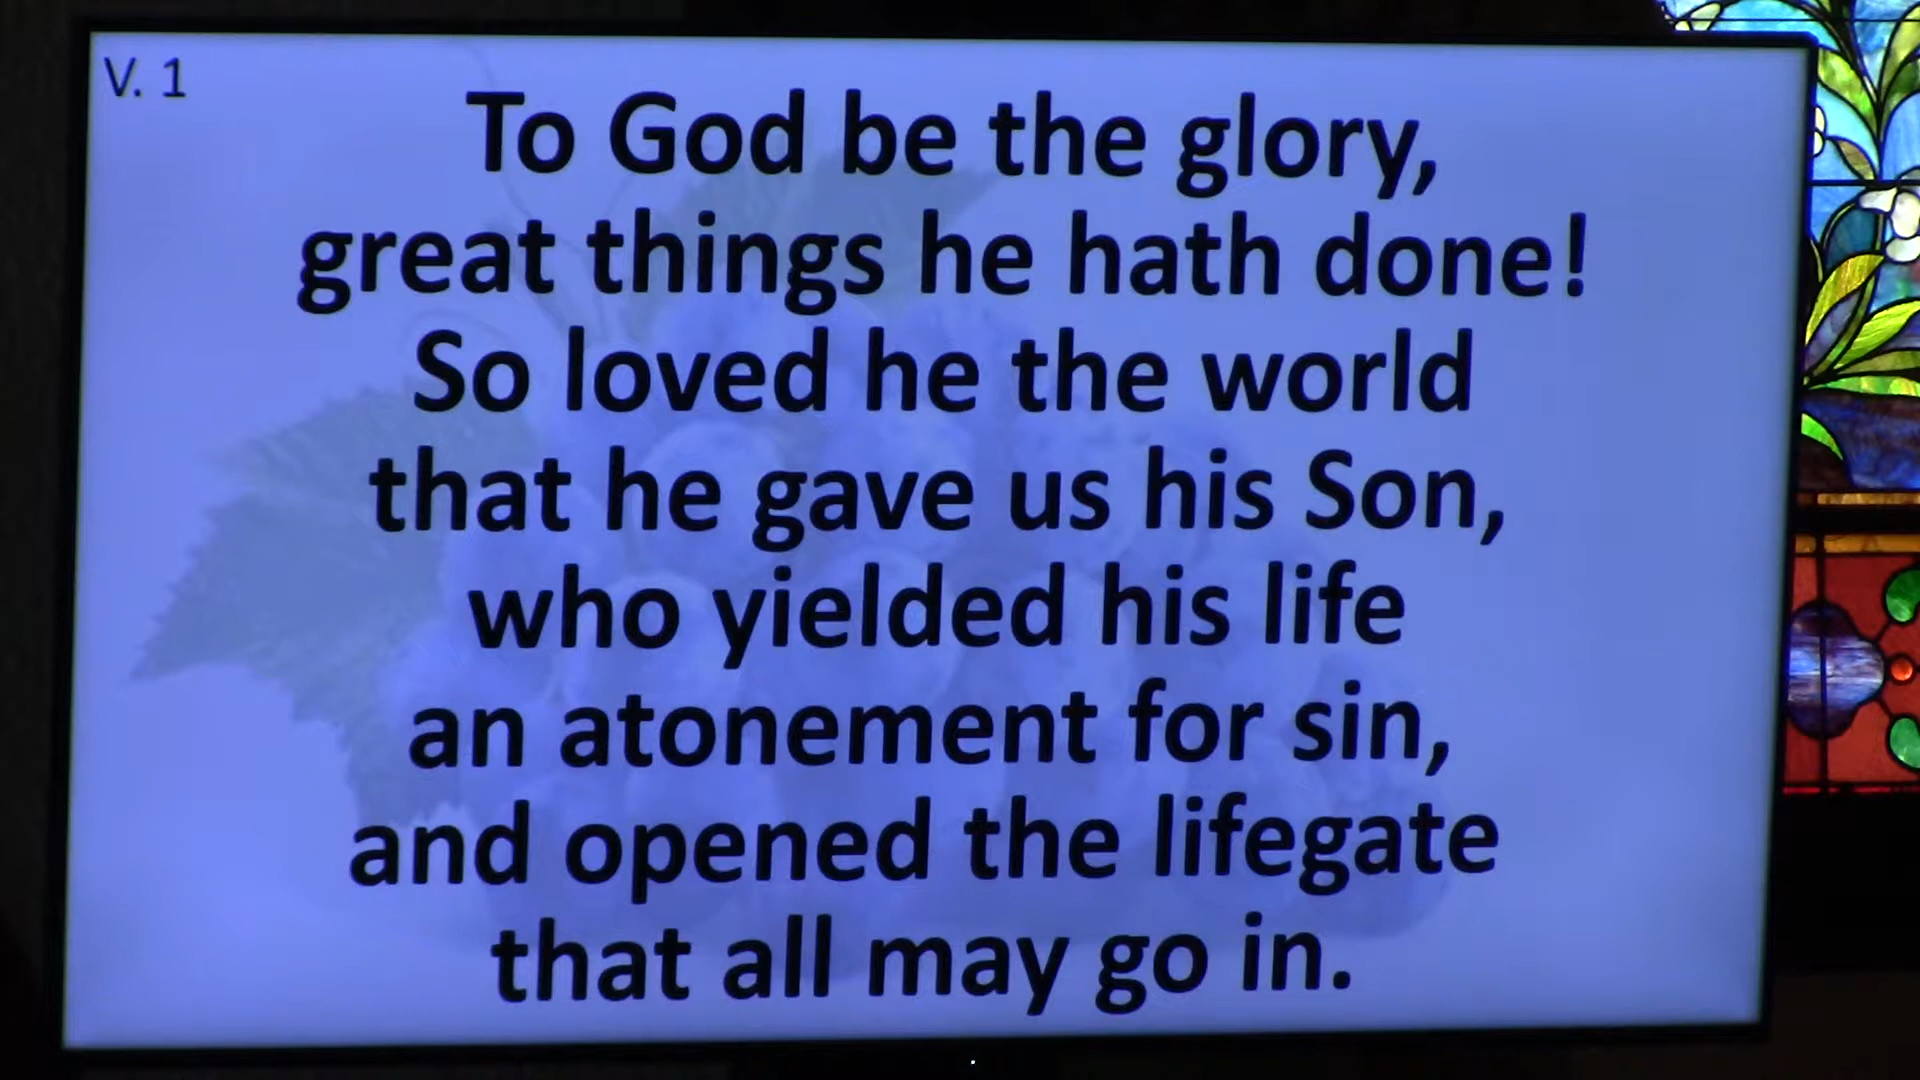 V. 1
To God be the glory,
great things he hath done!
So loved he the world
that he gave us his Son,
who yielded his life
an atonement for sin,
and opened the lifegate
that all may go in.